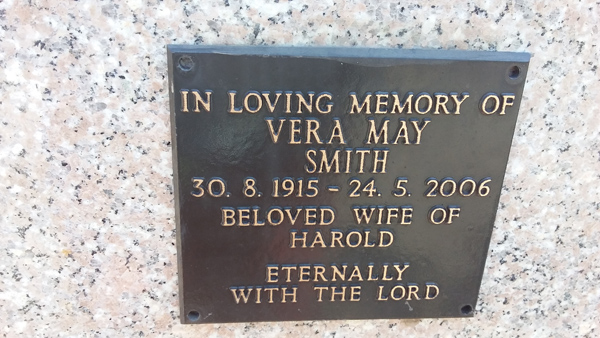 IN LOVING MEMORY OF
VERA MAY
SMITH
30. 8. 1915 - 24. 5. 2006
BELOVED WIFE OF
HAROLD
ETERNALLY
WITH THE LORD